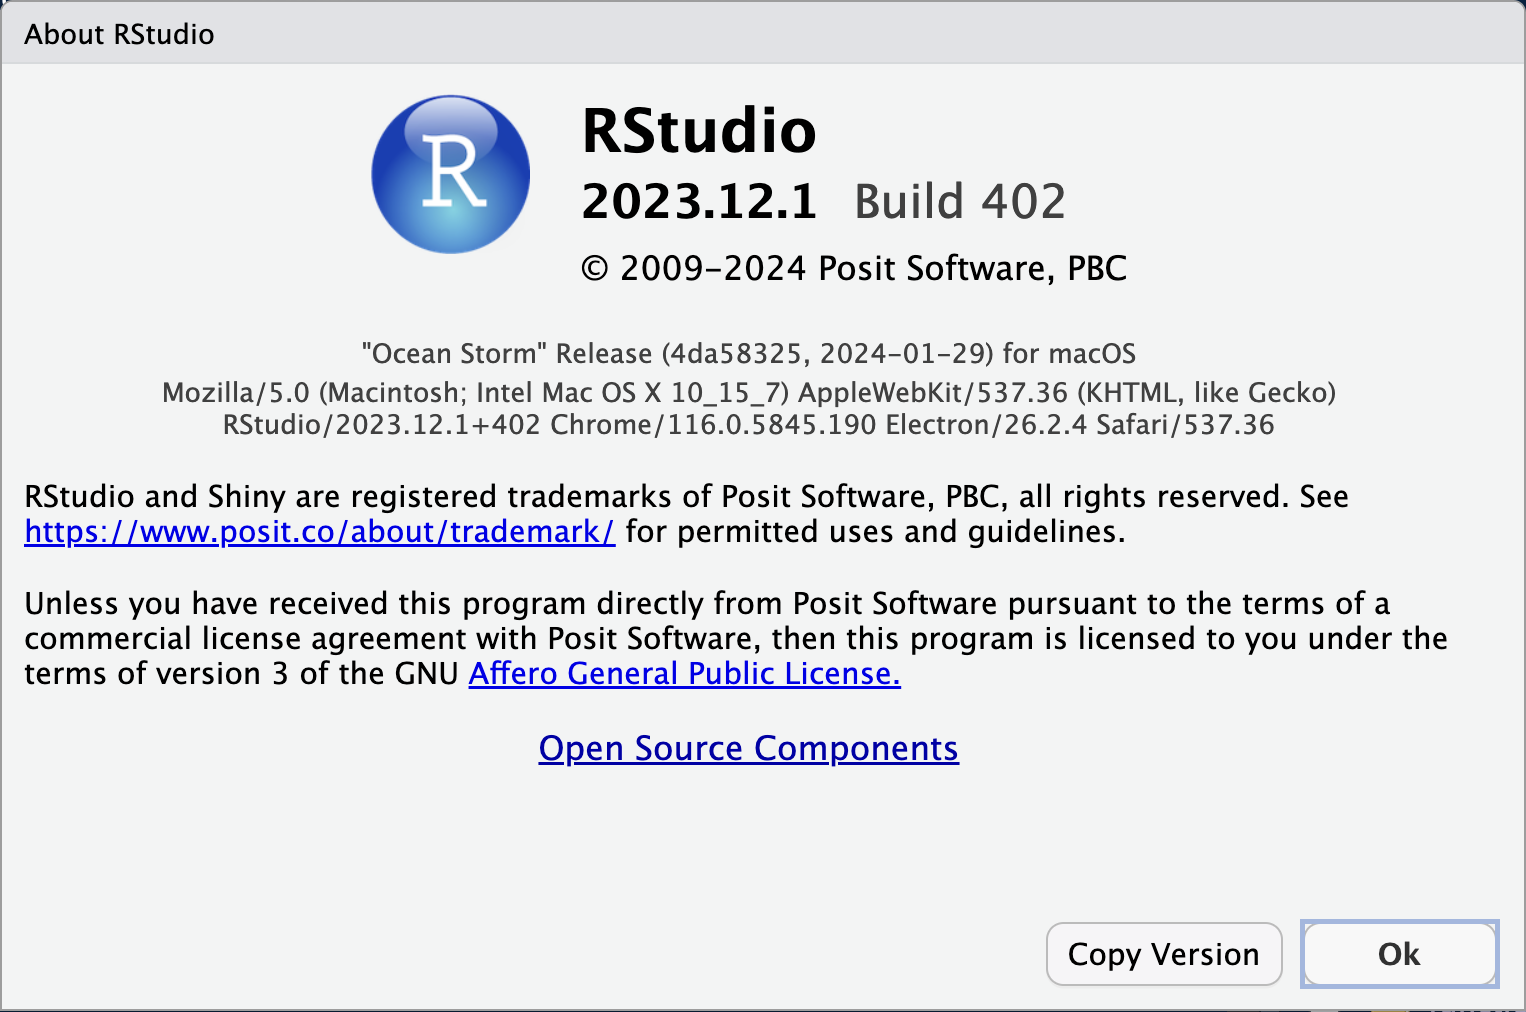 About RStudio
R
RStudio
2023.12.1 Build 402
© 2009-2024 Posit Software, PBC
"Ocean Storm" Release (4da58325, 2024-01-29) for macOS
Mozilla/5.0 (Macintosh; Intel Mac OS X 10_15_7) AppleWebKit/537.36 (KHTML, like Gecko)
RStudio/2023.12.1+402 Chrome/116.0.5845.190 Electron/26.2.4 Safari/537.36
RStudio and Shiny are registered trademarks of Posit Software, PBC, all rights reserved. See
https://www.posit.co/about/trademark/ for permitted uses and guidelines.
Unless you have received this program directly from Posit Software pursuant to the terms of a
commercial license agreement with Posit Software, then this program is licensed to you under the
terms of version 3 of the GNU Affero General Public License.
Open Source Components
Copy Version
Ok